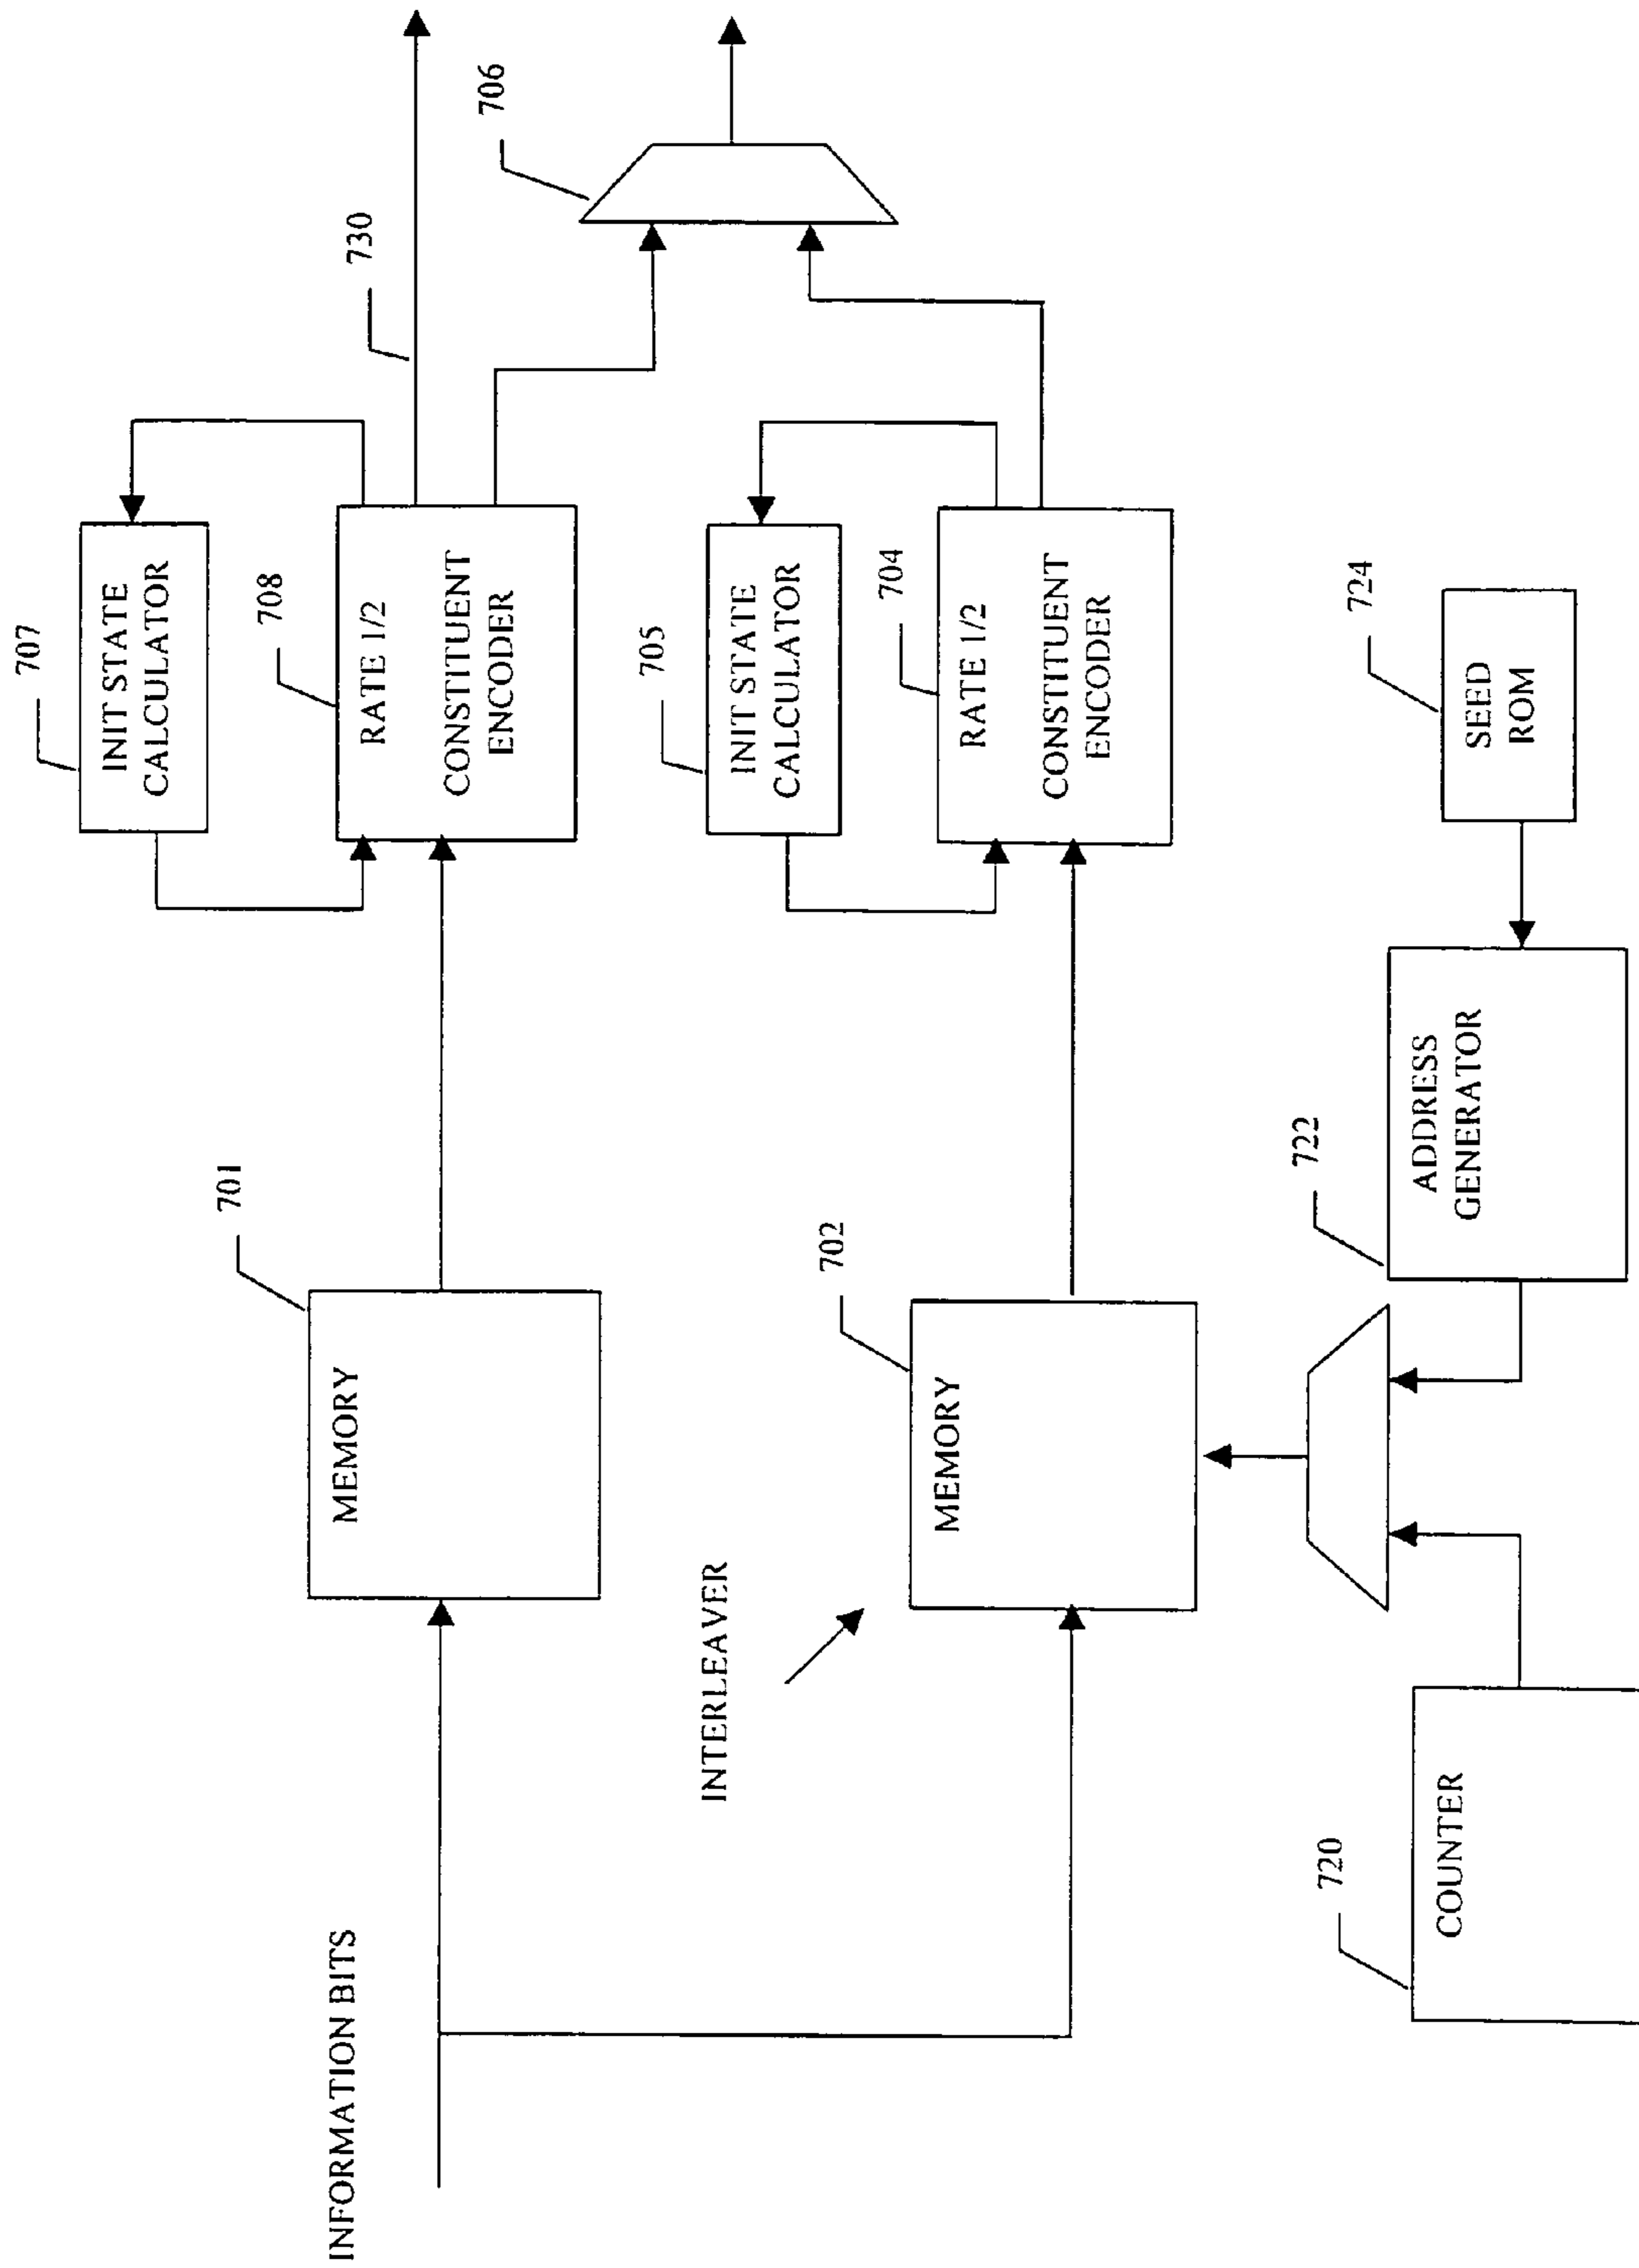 707
INIT STATE
CALCULATOR
730
708
RATE 1/2
CONSTITUENT
ENCODER
706
701
MEMORY
INFORMATION BITS
705
INIT STATE
CALCULATOR
704
RATE 1/2
CONSTITUENT
ENCODER
702
MEMORY
INTERLEAVER
724
SEED
ROM
722
ADDRESS
GENERATOR
720
COUNTER